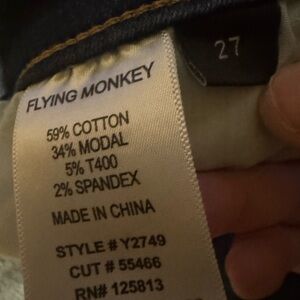 27
FLYING MONKEY
59% COTTON
34% MODAL
5% T400
2% SPANDEX
MADE IN CHINA
STYLE # Y2749
CUT # 55466
RN# 125813